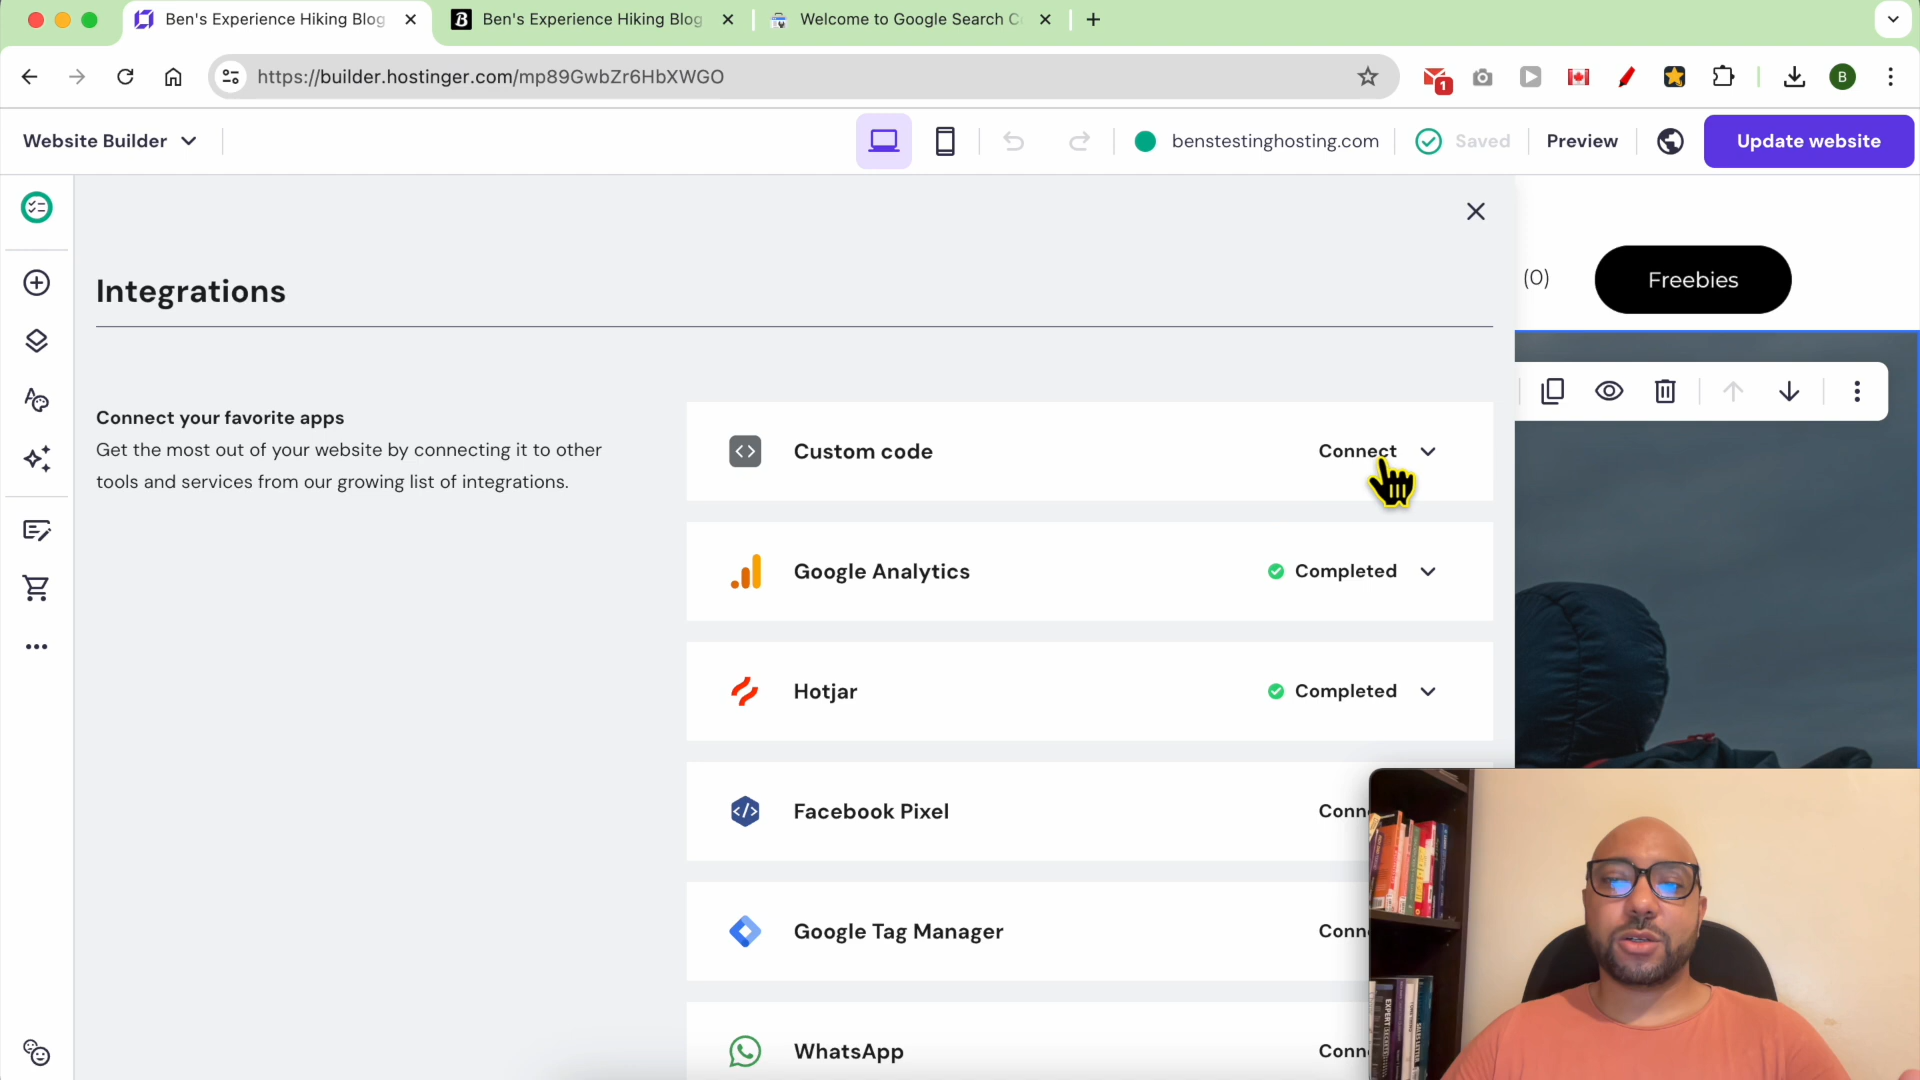 Ben's Experience Hiking Blog
Ben's Experience Hiking Blog
Welcome to Google Search C
https://builder.hostinger.com/mp89GwbZr6HbXWGO
1
B
Website Builder
benstestinghosting.com
Saved
Preview
Update website
Integrations
(0)
Freebies
Connect your favorite apps
Get the most out of your website by connecting it to other
tools and services from our growing list of integrations.
Custom code
Connect
Google Analytics
Completed
Hotjar
Completed
Facebook Pixel
Conn
Google Tag Manager
Conn
WhatsApp
Conn
EXPERT